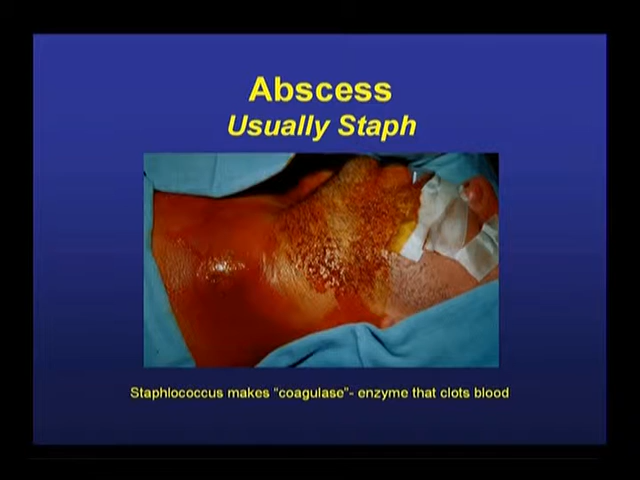 Abscess
Usually Staph
Staphlococcus makes "coagulase"- enzyme that clots blood